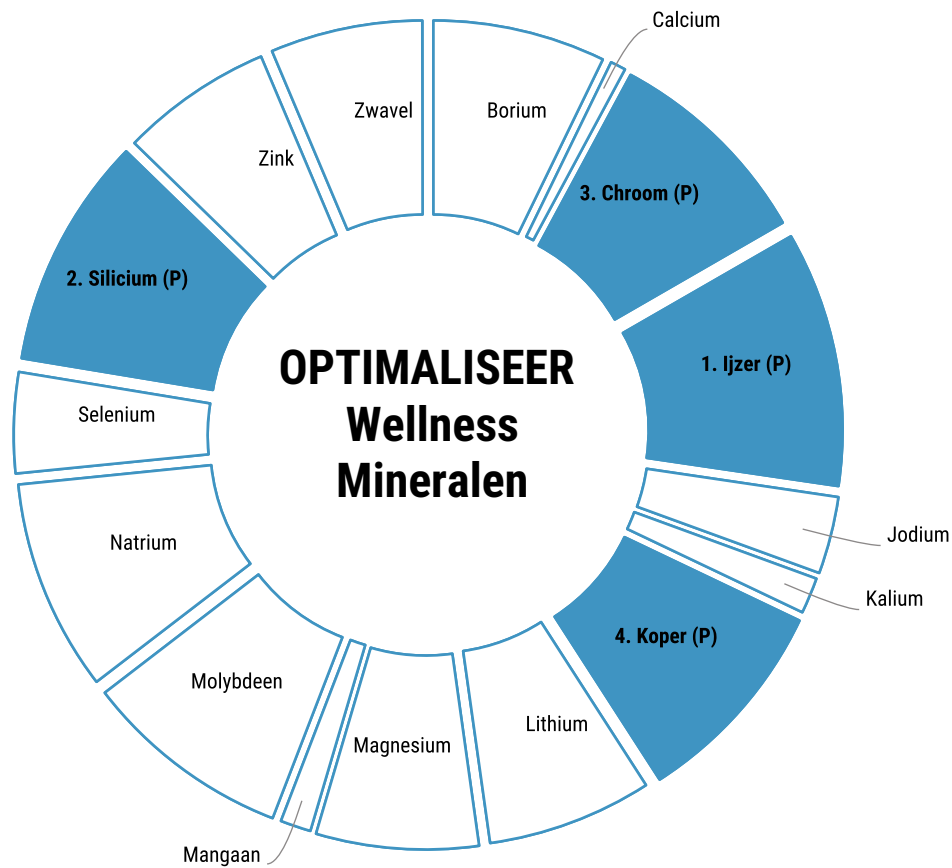 Calcium
Zwavel
Borium
Zink
3. Chroom (P)
2. Silicium (P)
OPTIMALISEER
Wellness
Mineralen
1. Ijzer (P)
Selenium
Natrium
Jodium
Kalium
4. Koper (P)
Molybdeen
Lithium
Magnesium
Mangaan